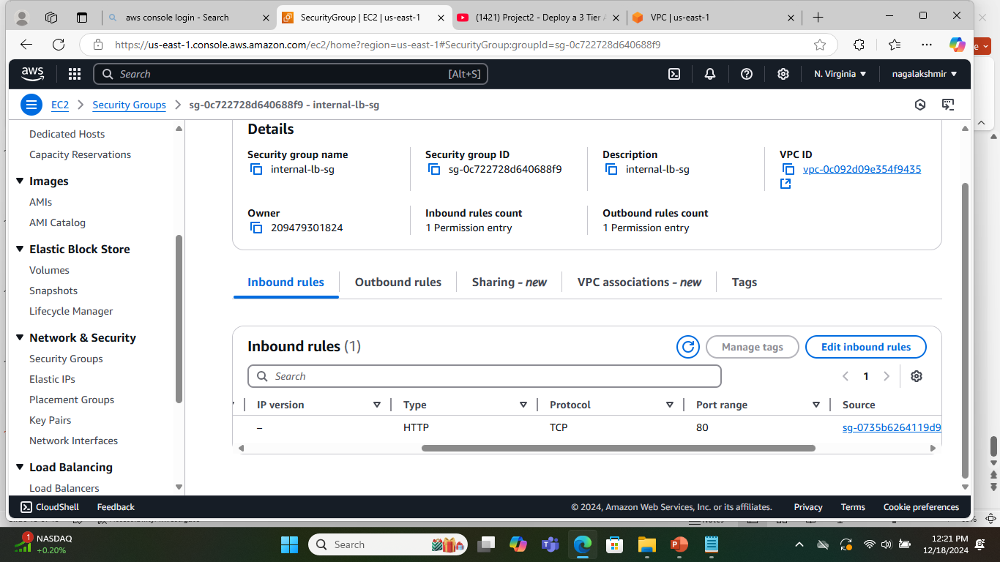 aws console login - Search
SecurityGroup | EC2 | us-east-1
(1421) Project2 - Deploy a 3 Tier
VPC | us-east-1
https://us-east-1.console.aws.amazon.com/ec2/home?region=us-east-1#SecurityGroup:groupId=sg-0c722728d640688f9
aws
Search
[Alt+S]
N. Virginia
nagalakshmir
EC2
Security Groups
sg-0c722728d640688f9 - internal-lb-sg
Dedicated Hosts
Capacity Reservations
Images
AMIs
AMI Catalog
Elastic Block Store
Volumes
Snapshots
Lifecycle Manager
Network & Security
Security Groups
Elastic IPs
Placement Groups
Key Pairs
Network Interfaces
Load Balancing
Load Balancers
Details
Security group name
internal-lb-sg
Security group ID
sg-0c722728d640688f9
Description
internal-lb-sg
VPC ID
vpc-0c092d09e354f9435
Owner
209479301824
Inbound rules count
1 Permission entry
Outbound rules count
1 Permission entry
Inbound rules
Outbound rules
Sharing - new
VPC associations - new
Tags
Inbound rules (1)
Manage tags
Edit inbound rules
Search
1
IP version
Type
Protocol
Port range
Source
–
HTTP
TCP
80
sg-0735b6264119d9
CloudShell
Feedback
© 2024, Amazon Web Services, Inc. or its affiliates.
Privacy
Terms
Cookie preferences
1
NASDAQ
+0.20%
Search
12:21 PM
12/18/2024